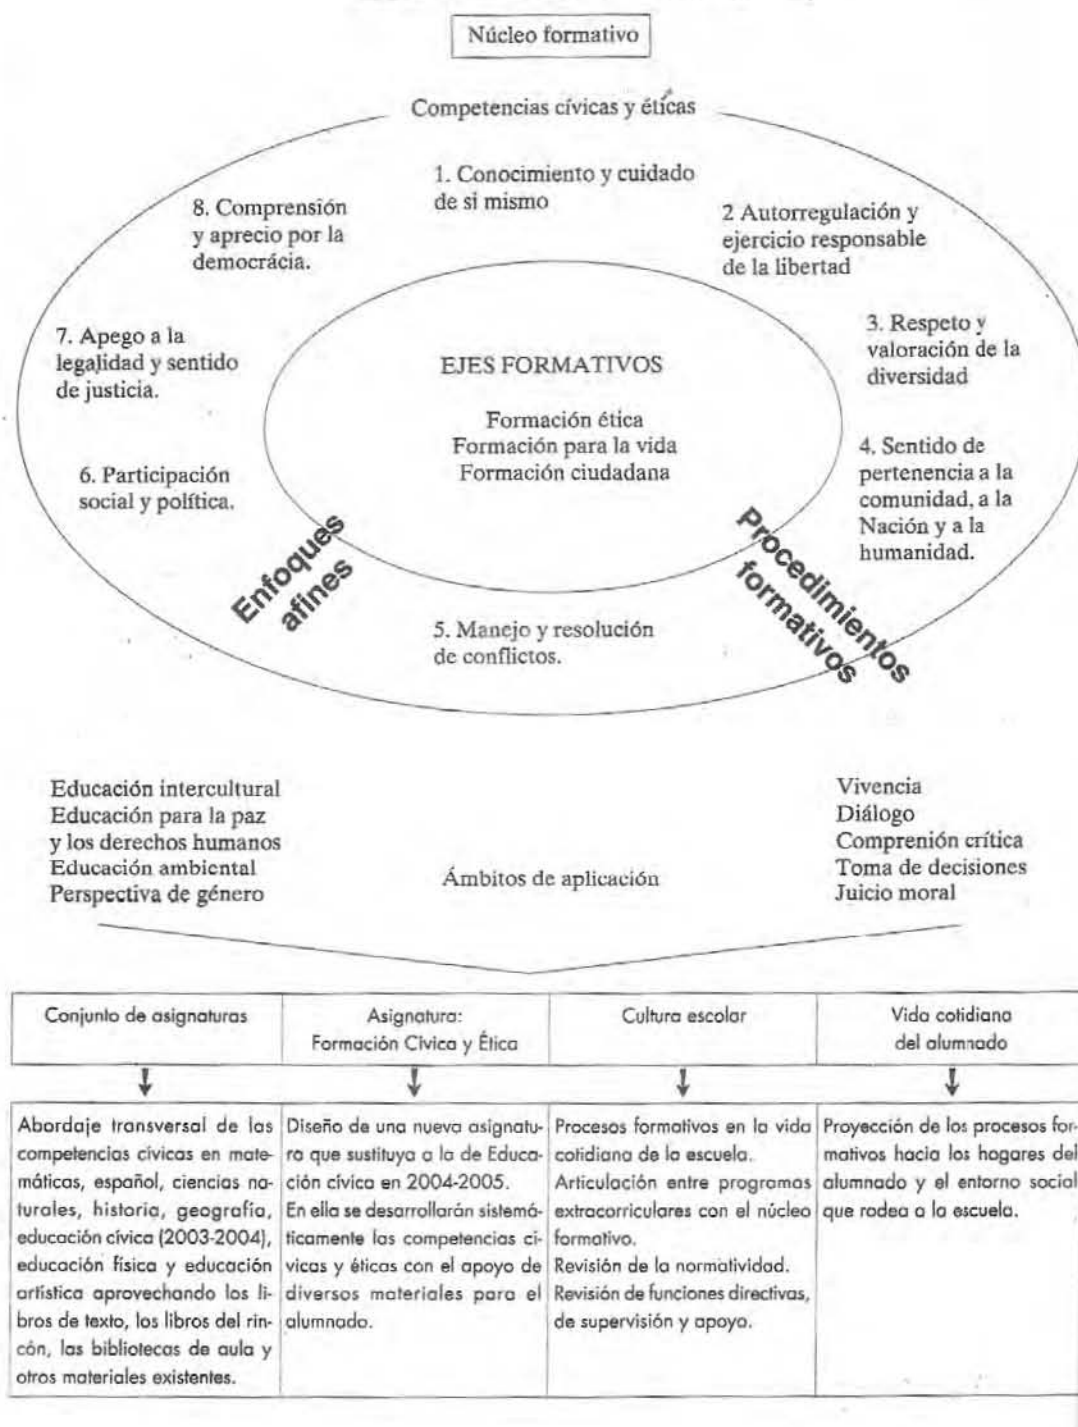 Núcleo formativo
Competencias cívicas y éticas
1. Conocimiento y cuidado
de si mismo
2 Autorregulación y
ejercicio responsable
de la libertad
3. Respeto y
valoración de la
diversidad
4. Sentido de
pertenencia a la
comunidad, a la
Nación y a la
humanidad.
5. Manejo y resolución
de conflictos.
6. Participación
social y política.
7. Apego a la
legalidad y sentido
de justicia.
8. Comprensión
y aprecio por la
democrácia.
EJES FORMATIVOS
Formación ética
Formación para la vida
Formación ciudadana
Enfoques
afines
Procedimientos
formativos
Educación intercultural
Educación para la paz
y los derechos humanos
Educación ambiental
Perspectiva de género
Ámbitos de aplicación
Vivencia
Diálogo
Comprenión crítica
Toma de decisiones
Juicio moral
Conjunto de asignaturas
Abordaje transversal de las
competencias cívicas en mate-
máticas, español, ciencias na-
turales, historia, geografía,
educación cívica (2003-2004),
educación física y educación
artística aprovechando los li-
bros de texto, los libros del rin-
cón, las bibliotecas de aula y
otros materiales existentes.
Asignatura:
Formación Cívica y Ética
Diseño de una nueva asignatu-
ra que sustituya a la de Educa-
ción cívica en 2004-2005.
En ella se desarrollarán sistemá-
ticamente las competencias cí-
vicas y éticas con el apoyo de
diversos materiales para el
alumnado.
Cultura escolar
Procesos formativos en la vida
cotidiana de la escuela.
Articulación entre programas
extracorriculares con el núcleo
formativo.
Revisión de la normatividad.
Revisión de funciones directivas,
de supervisión y apoyo.
Vida cotidiana
del alumnado
Proyección de los procesos for-
mativos hacia los hogares del
alumnado y el entorno social
que rodea a la escuela.